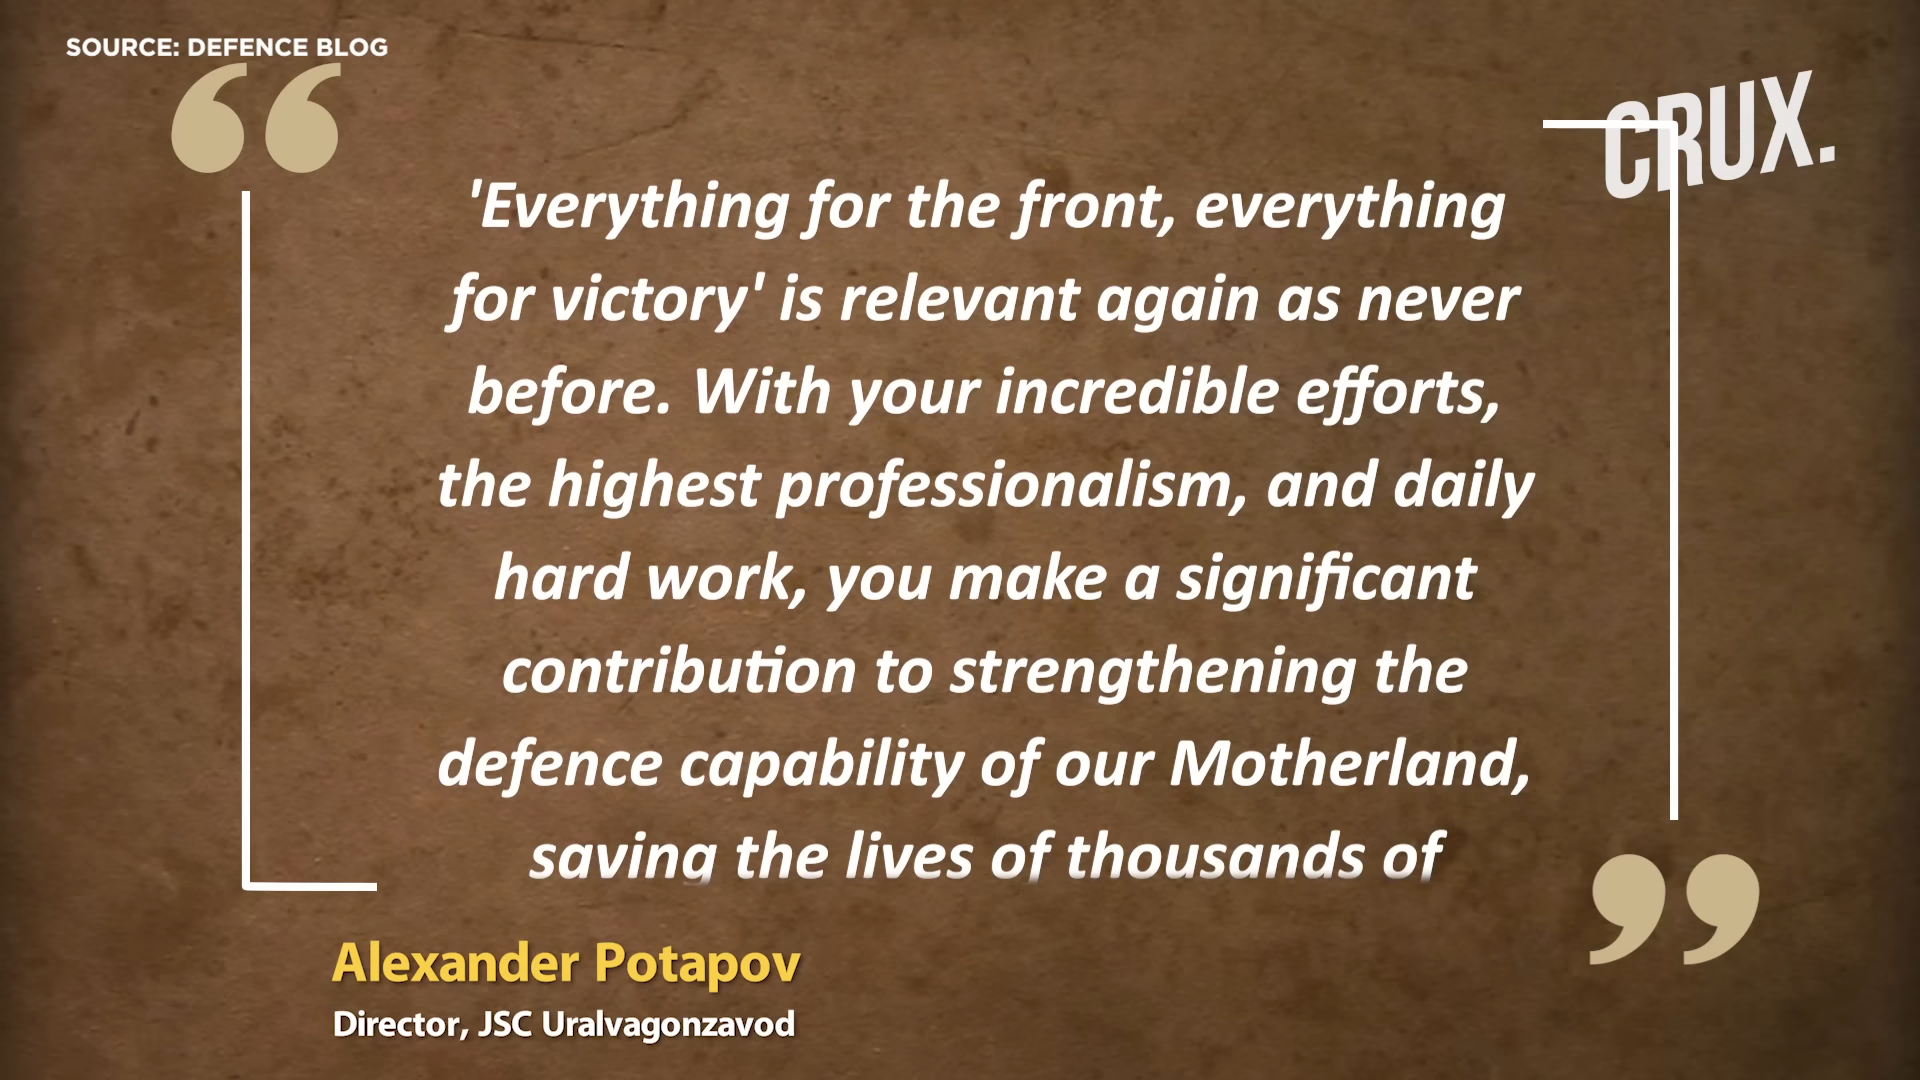 SOURCE: DEFENCE BLOG
CRUX.
'Everything for the front, everything
for victory' is relevant again as never
before. With your incredible efforts,
the highest professionalism, and daily
hard work, you make a significant
contribution to strengthening the
defence capability of our Motherland,
saving the lives of thousands of
Alexander Potapov
Director, JSC Uralvagonzavod